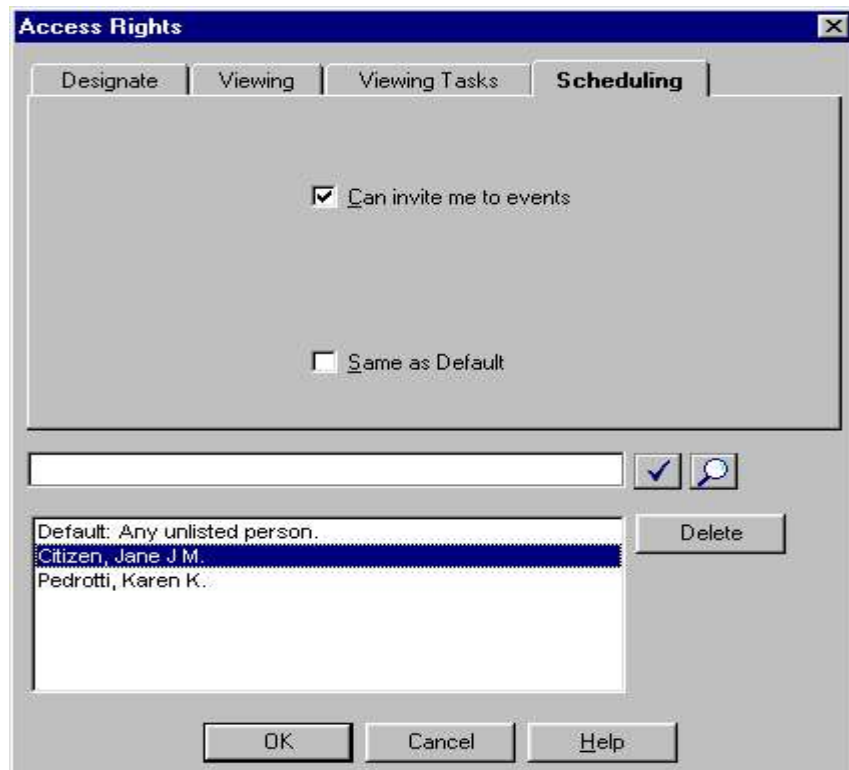 Access Rights
Designate Viewing Viewing Tasks Scheduling
Can invite me to events
Same as Default
Default: Any unlisted person.
Citizen, Jane J M.
Delete
Pedrotti, Karen K.
OK Cancel Help